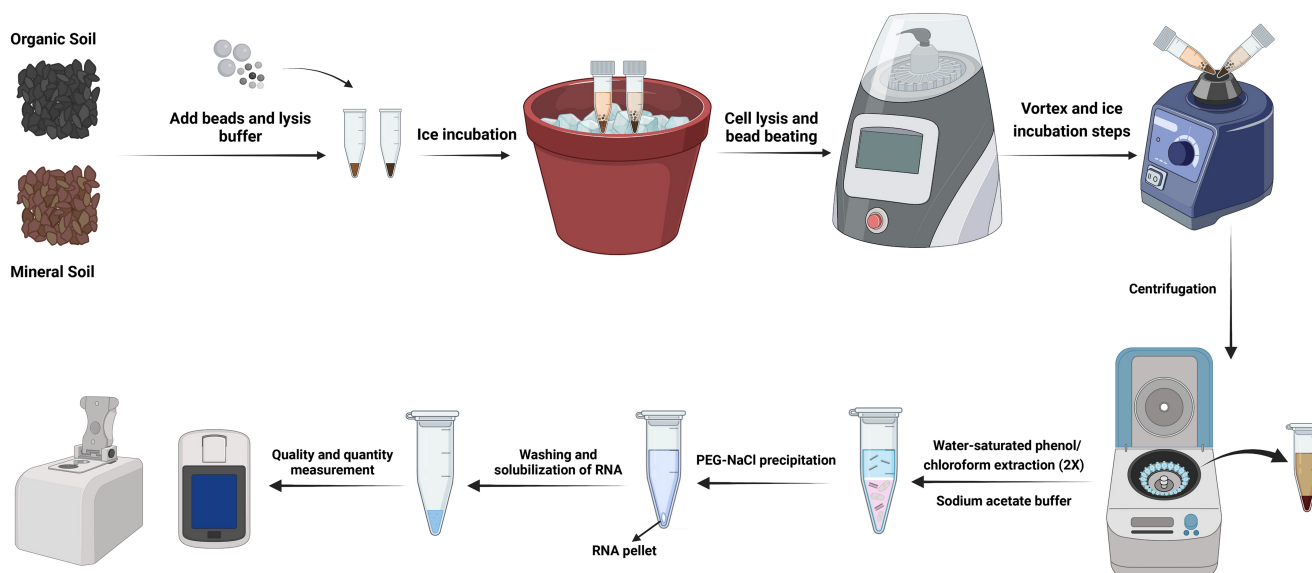 Organic Soil
Add beads and lysis
buffer
Mineral Soil
Ice incubation
Cell lysis and
bead beating
Vortex and ice
incubation steps
Centrifugation
Water-saturated phenol/
chloroform extraction (2X)
Sodium acetate buffer
PEG-NaCl precipitation
RNA pellet
Washing and
solubilization of RNA
Quality and quantity
measurement